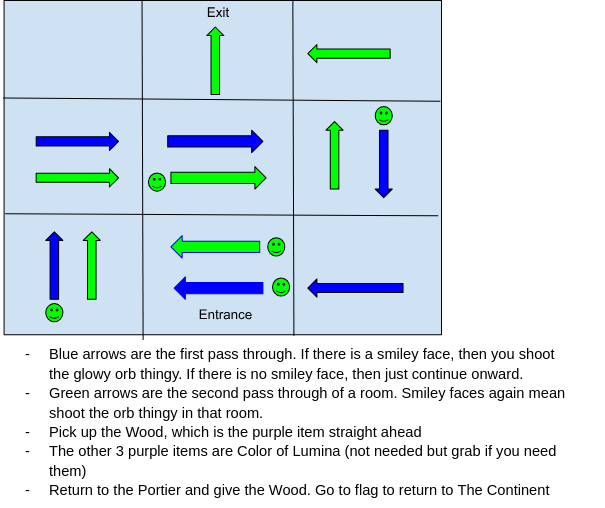 Exit
Entrance
- Blue arrows are the first pass through. If there is a smiley face, then you shoot
the glowy orb thingy. If there is no smiley face, then just continue onward.
- Green arrows are the second pass through of a room. Smiley faces again mean
shoot the orb thingy in that room.
- Pick up the Wood, which is the purple item straight ahead
- The other 3 purple items are Color of Lumina (not needed but grab if you need
them)
- Return to the Portier and give the Wood. Go to flag to return to The Continent